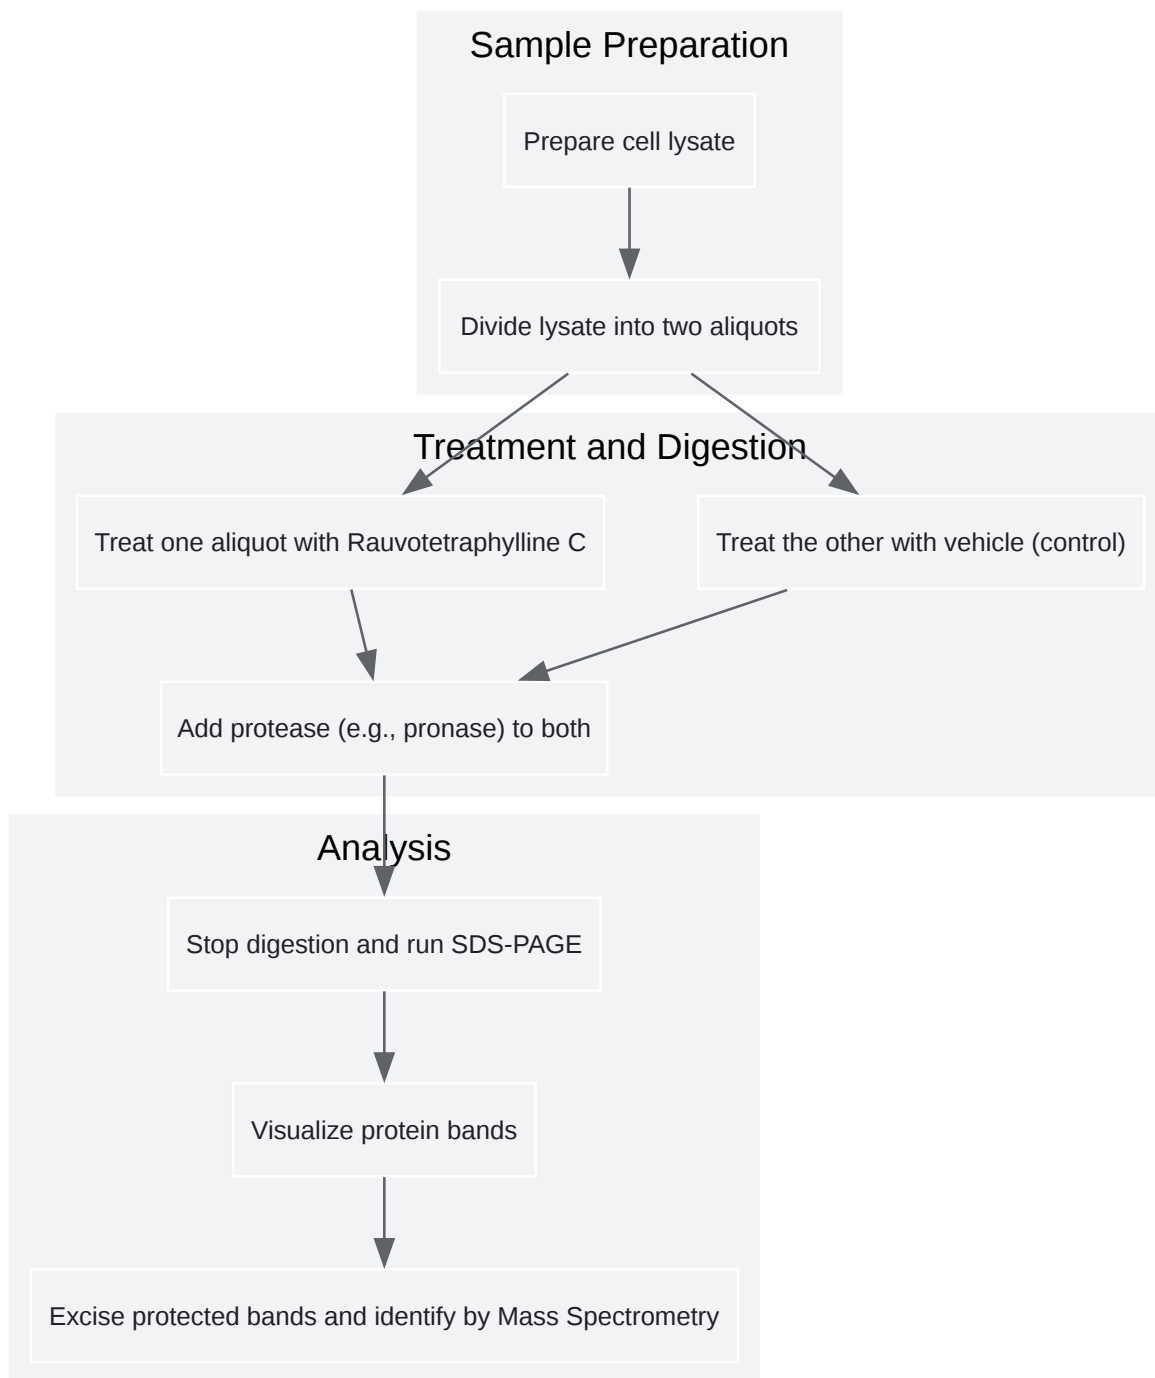 Sample Preparation
Prepare cell lysate
Divide lysate into two aliquots
Treatment and Digestion
Treat one aliquot with Rauvotetraphylline C
Treat the other with vehicle (control)
Add protease (e.g., pronase) to both
Analysis
Stop digestion and run SDS-PAGE
Visualize protein bands
Excise protected bands and identify by Mass Spectrometry